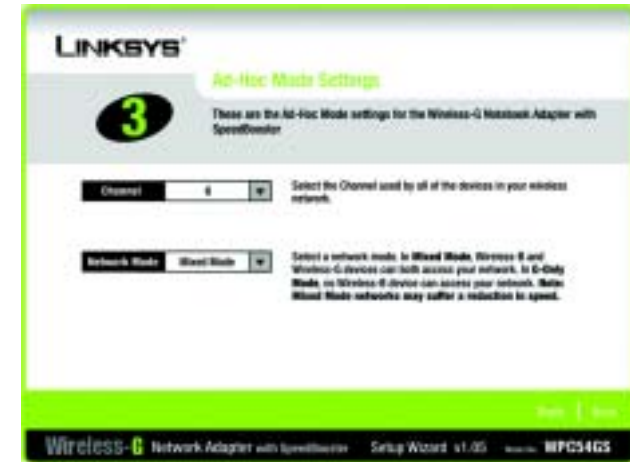 LINKSYS®
Ad-Hoc Mode Settings
3
These are the Ad-Hoc Mode settings for the Wireless-G Notebook Adapter with
SpeedBooster
Channel 6
Select the Channel used by all of the devices in your wireless
network.
Network Mode Mixed Mode
Select a network mode. In Mixed Mode, Wireless-B and
Wireless-G devices can both access your network. In G-Only
Mode, no Wireless-B device can access your network. Note:
Mixed Mode networks may suffer a reduction in speed.
Wireless-G Network Adapter with SpeedBooster Setup Wizard v1.05 WPC54GS